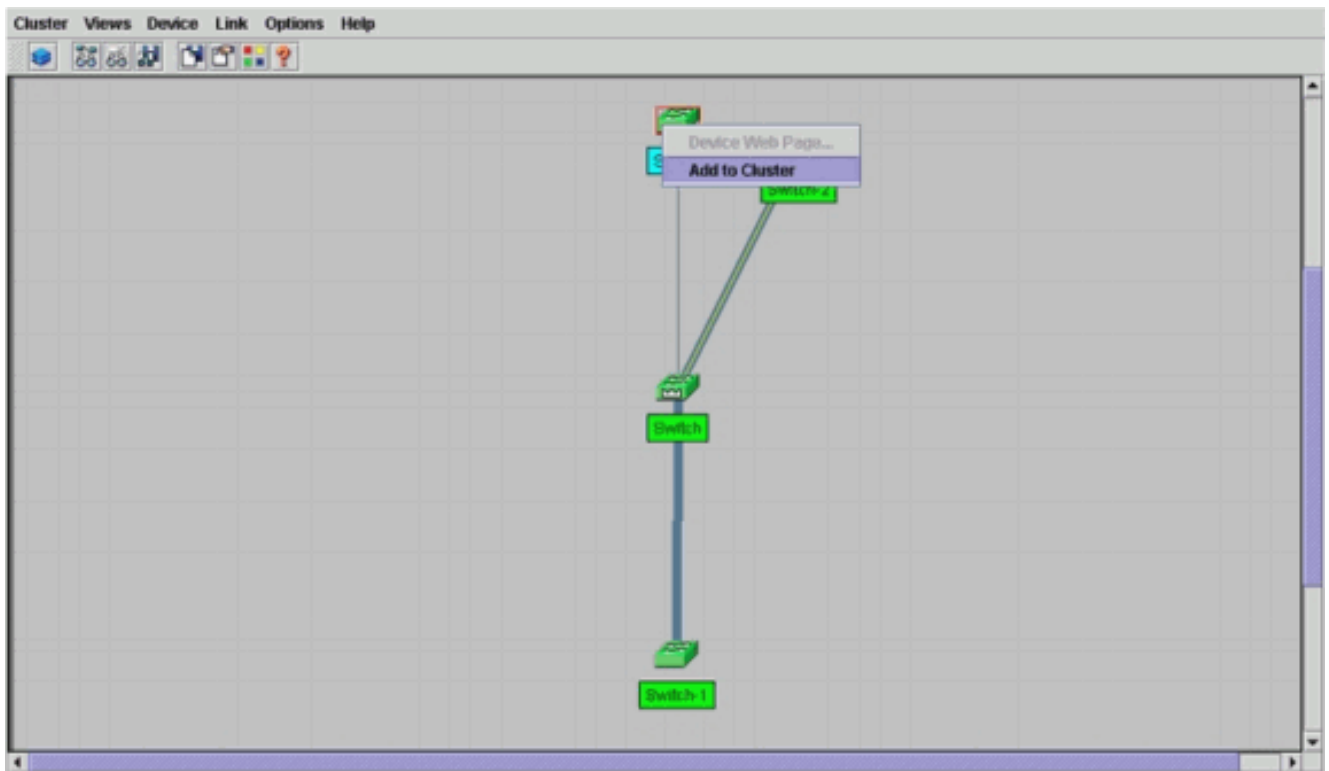 Cluster Views Device Link Options Help
Device Web Page...
Add to Cluster
Switch-2
Switch
Switch-1